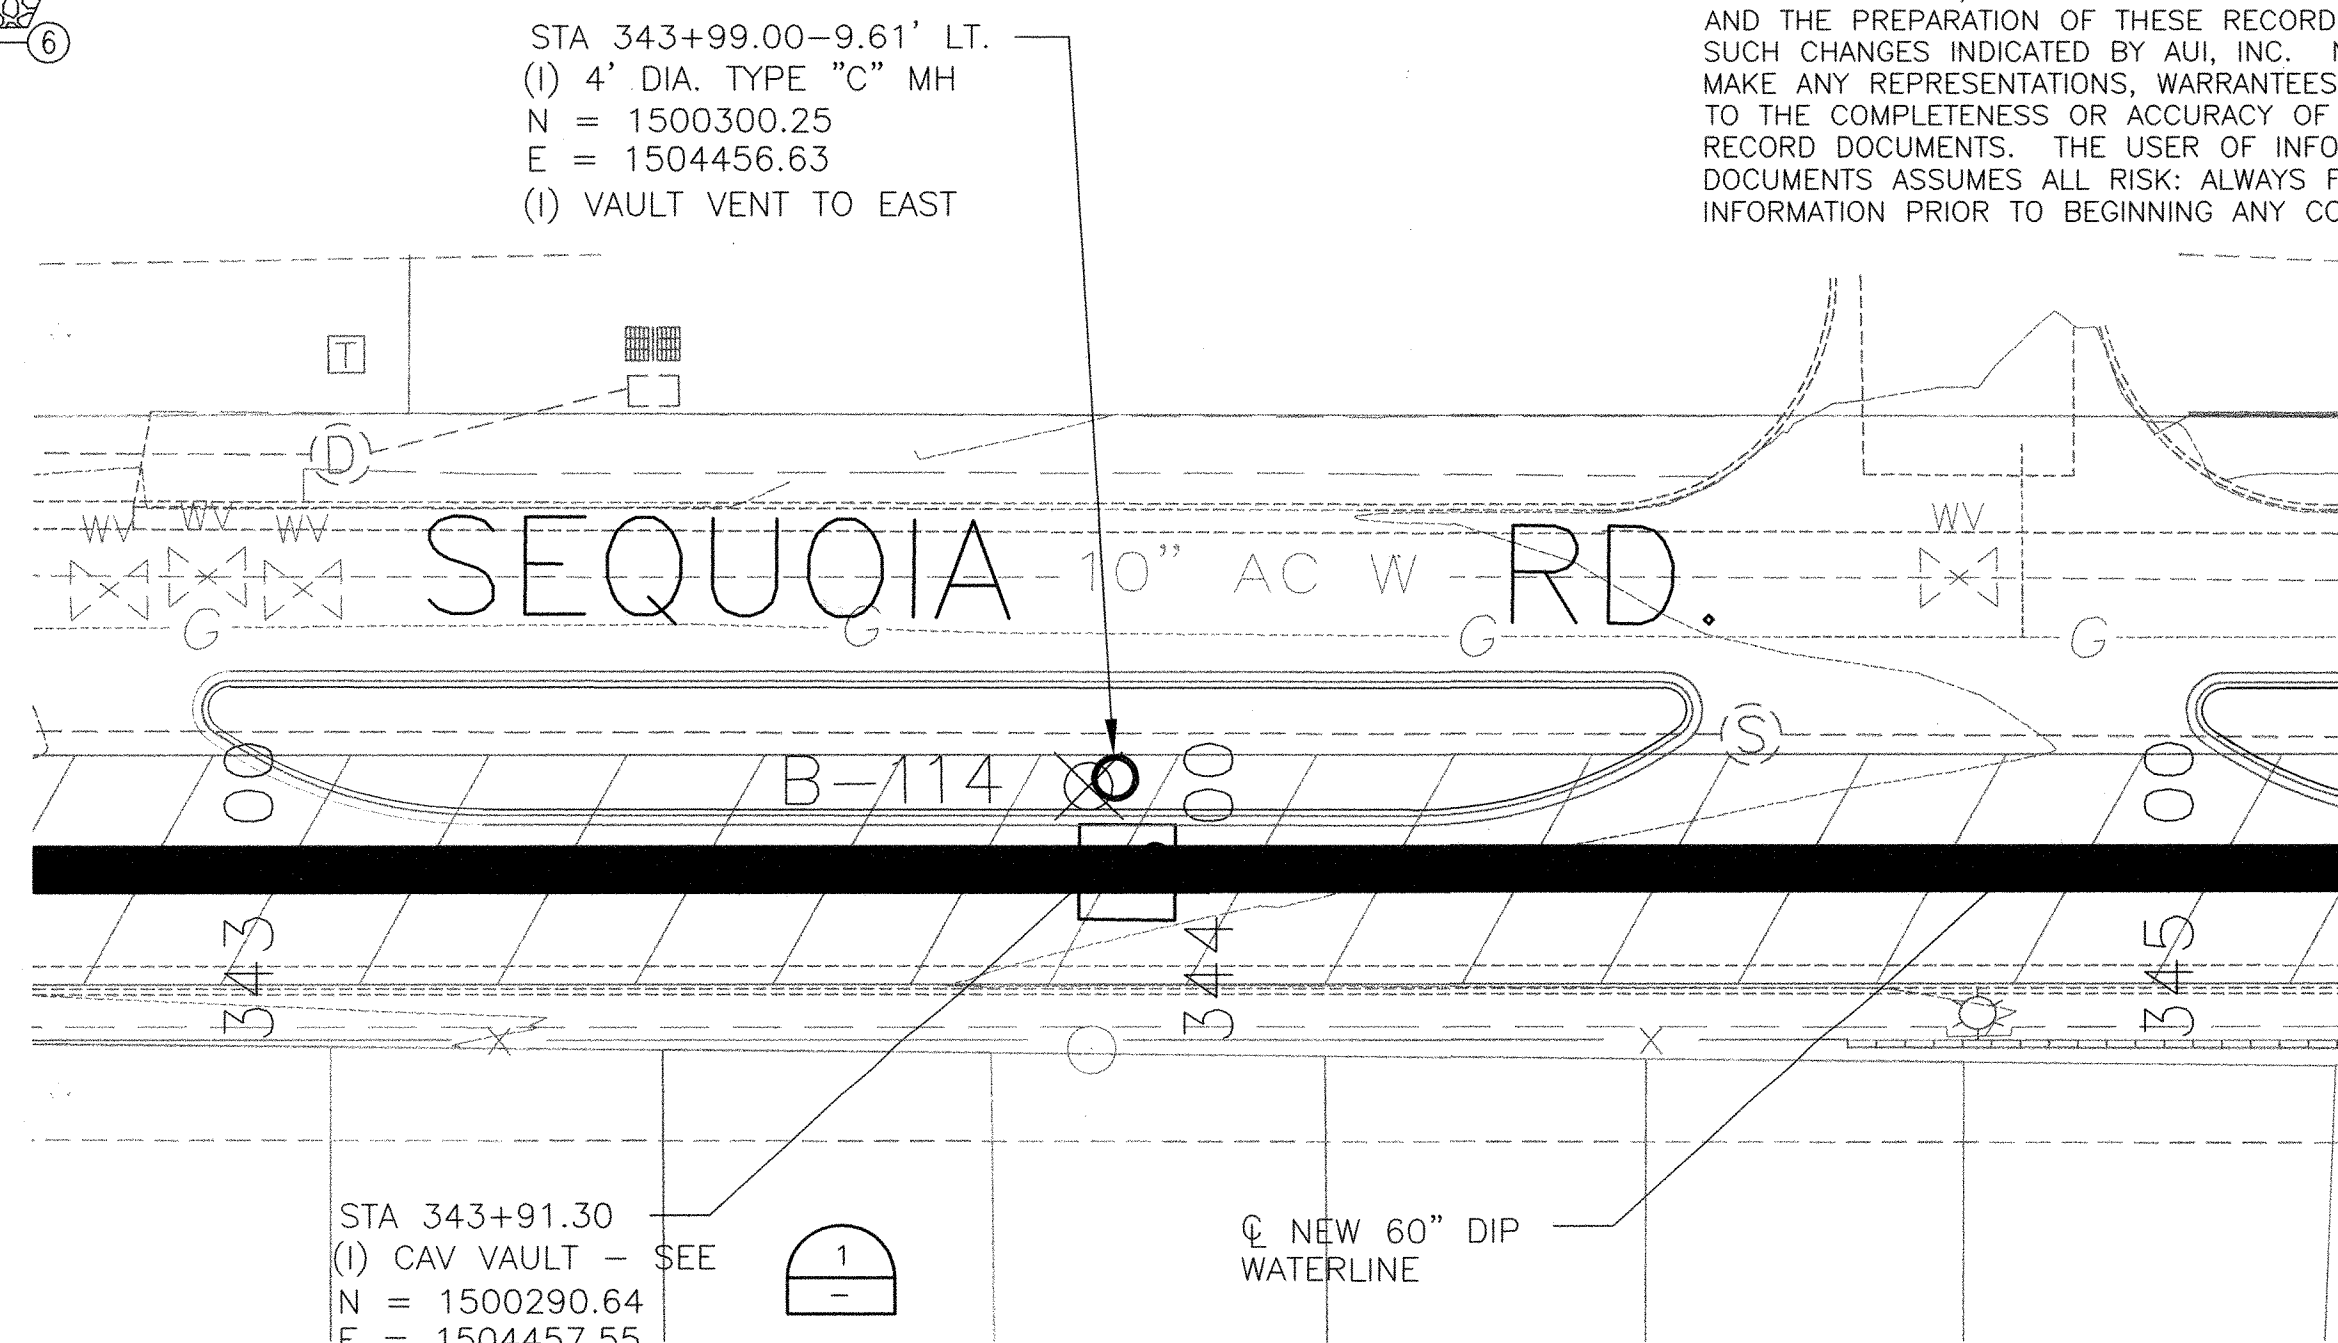 6
STA 343+99.00-9.61' LT.
(I) 4' DIA. TYPE "C" MH
N = 1500300.25
E = 1504456.63
(I) VAULT VENT TO EAST
AND THE PREPARATION OF THESE RECORD
SUCH CHANGES INDICATED BY AUI, INC.
MAKE ANY REPRESENTATIONS, WARRANTEES
TO THE COMPLETENESS OR ACCURACY OF
RECORD DOCUMENTS. THE USER OF INFO
DOCUMENTS ASSUMES ALL RISK: ALWAYS
INFORMATION PRIOR TO BEGINNING ANY CO
T
D
WV WV WV
WV
SEQUOIA RD.
10" AC W
G G G G
S
B-114
343 00
344 00
345 00
X X
STA 343+91.30
(I) CAV VAULT - SEE
N = 1500290.64
E = 1504457.55
1
-
℄ NEW 60" DIP
WATERLINE